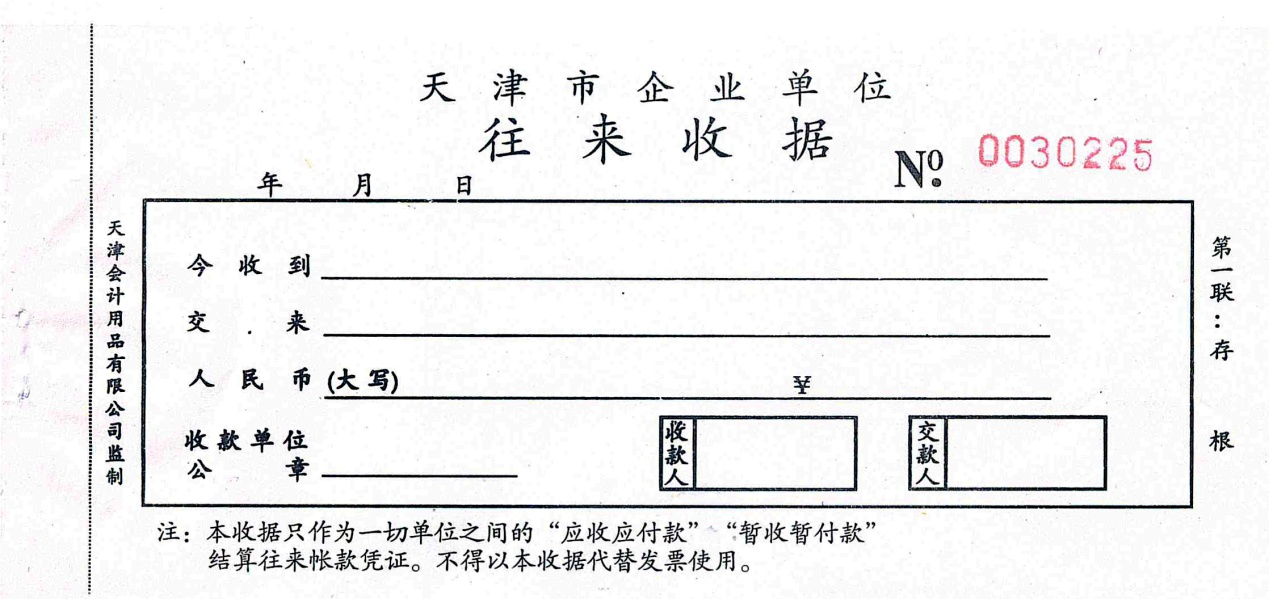 天津市企业单位
往来收据
№ 0030225
年 月 日
天津会计用品有限公司监制
今收到
交来
人民币(大写) ¥
收款单位
公章
收款人
交款人
第一联:存根
注：本收据只作为一切单位之间的“应收应付款”“暂收暂付款”
结算往来帐款凭证。不得以本收据代替发票使用。